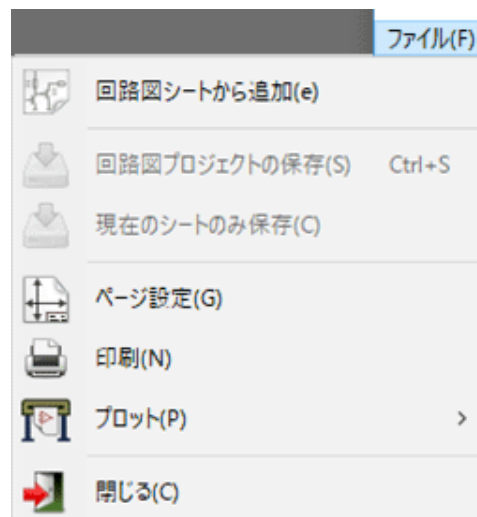 ファイル(F)
回路図シートから追加(e)
回路図プロジェクトの保存(S) Ctrl+S
現在のシートのみ保存(C)
ページ設定(G)
印刷(N)
プロット(P)
閉じる(C)